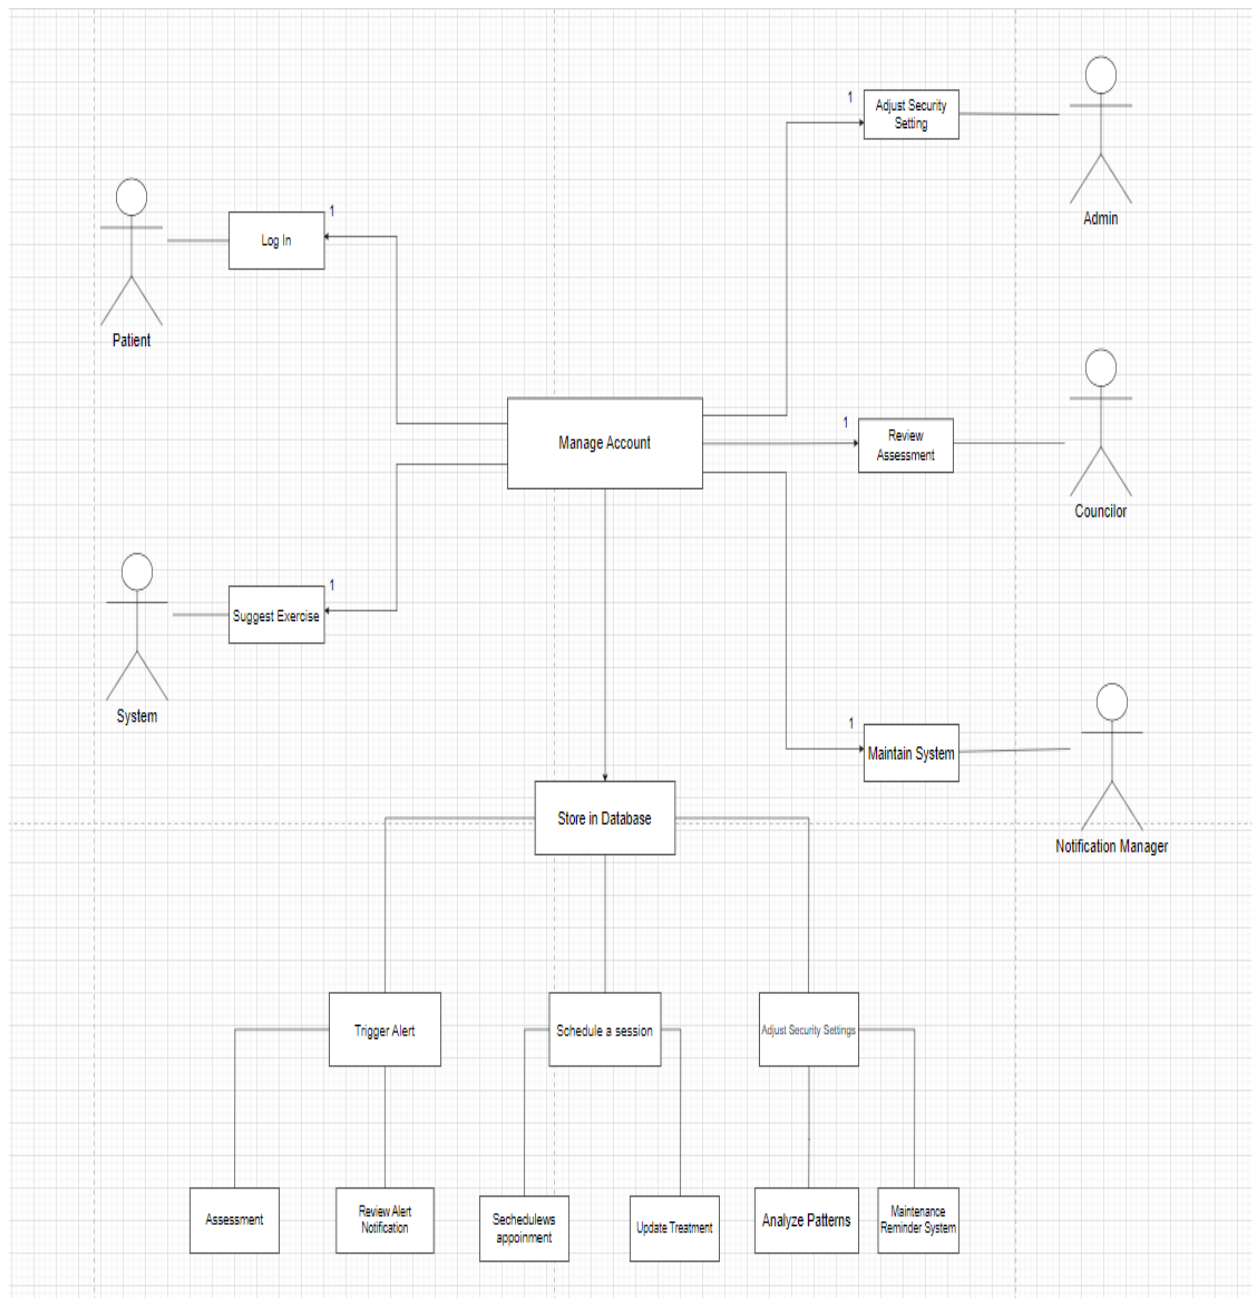 1
Adjust Security
Setting
Admin
1
Log In
Patient
Manage Account
1
Review
Assessment
Councilor
1
Suggest Exercise
System
1
Maintain System
Notification Manager
Store in Database
Trigger Alert
Schedule a session
Adjust Security Settings
Assessment
Review Alert
Notification
Sechedulews
appoinment
Update Treatment
Analyze Patterns
Maintenance
Reminder System